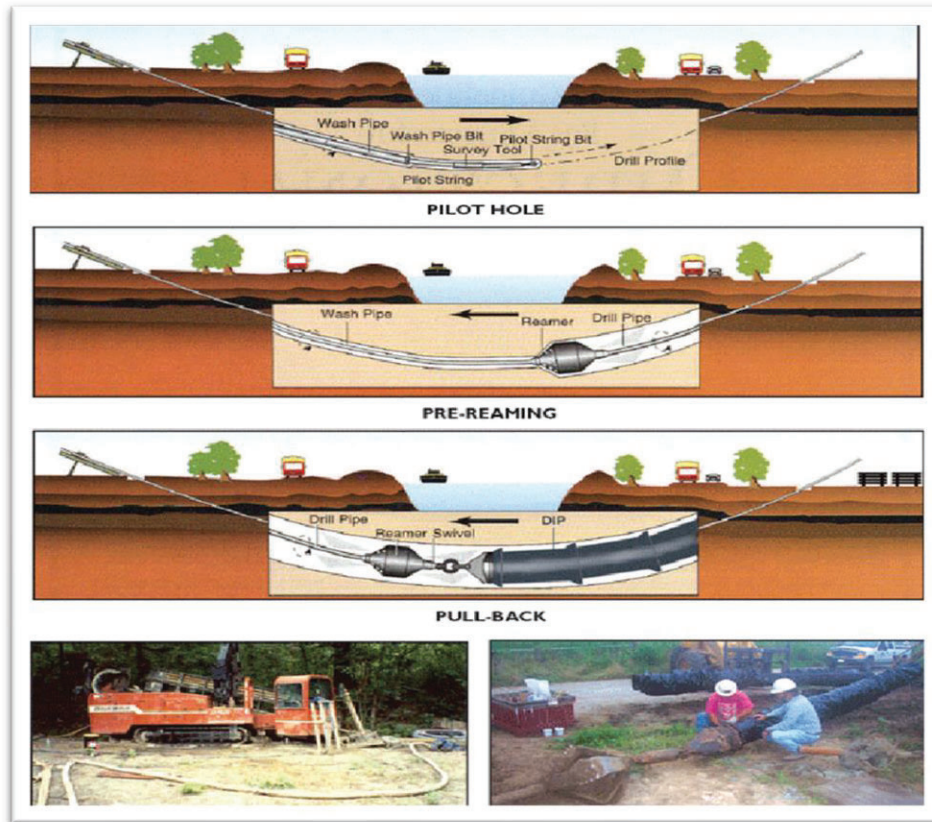 Wash Pipe
Wash Pipe Bit
Survey Tool
Pilot String Bit
Drill Profile
Pilot String
PILOT HOLE
Wash Pipe
Reamer
Drill Pipe
PRE-REAMING
Drill Pipe
Reamer Swivel
DIP
PULL-BACK